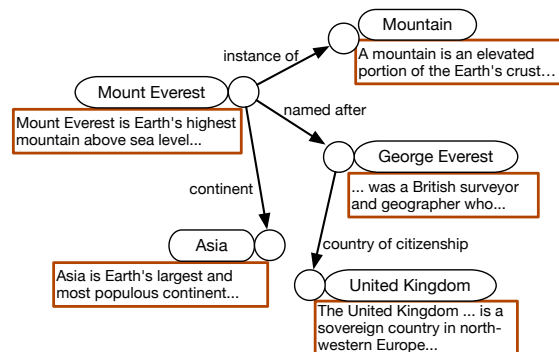 Mountain
A mountain is an elevated
portion of the Earth's crust...
instance of
Mount Everest
Mount Everest is Earth's highest
mountain above sea level...
named after
George Everest
... was a British surveyor
and geographer who...
continent
Asia
Asia is Earth's largest and
most populous continent...
country of citizenship
United Kingdom
The United Kingdom ... is a
sovereign country in north-
western Europe...